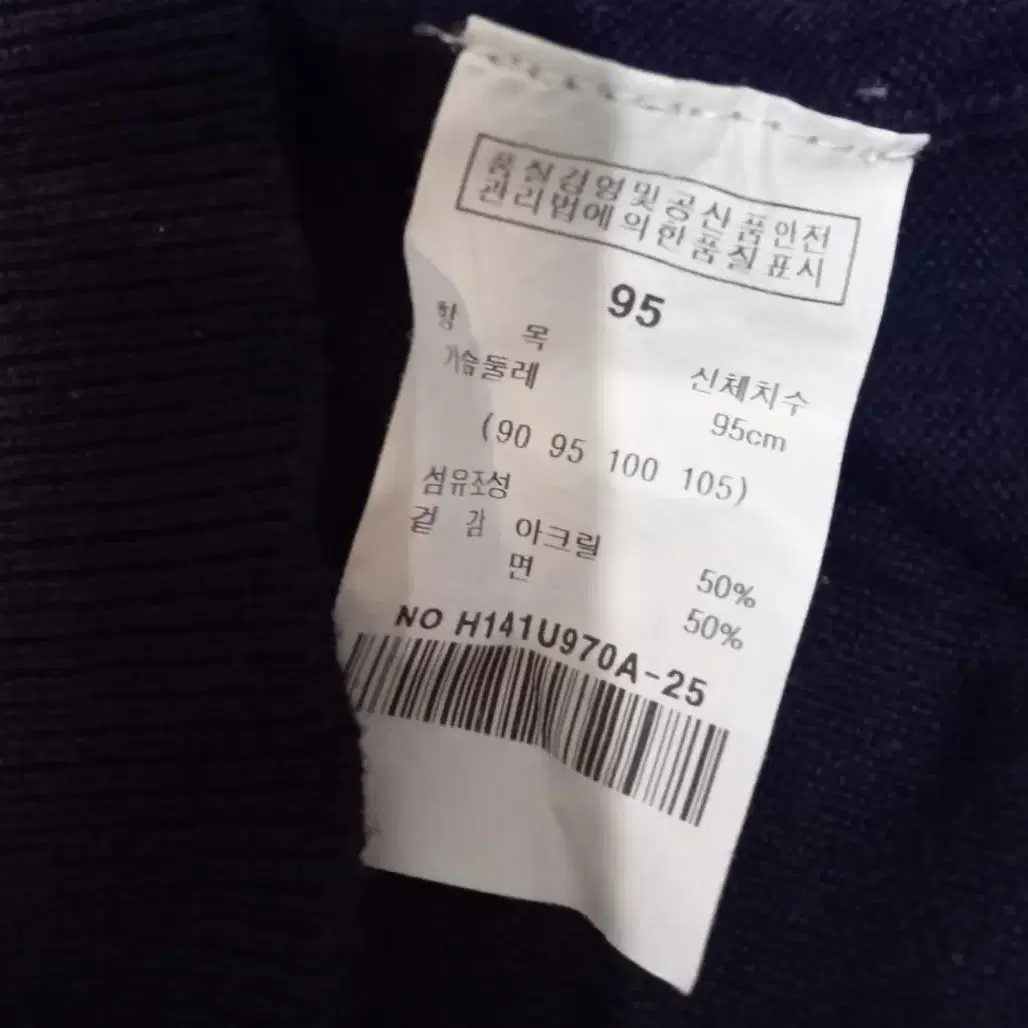 품질경영및공산품안전
관리법에의한품질표시
95
항 목 신체치수
가슴둘레 95cm
(90 95 100 105)
섬유조성
겉 감 아크릴 50%
면 50%
NO H141U970A-25